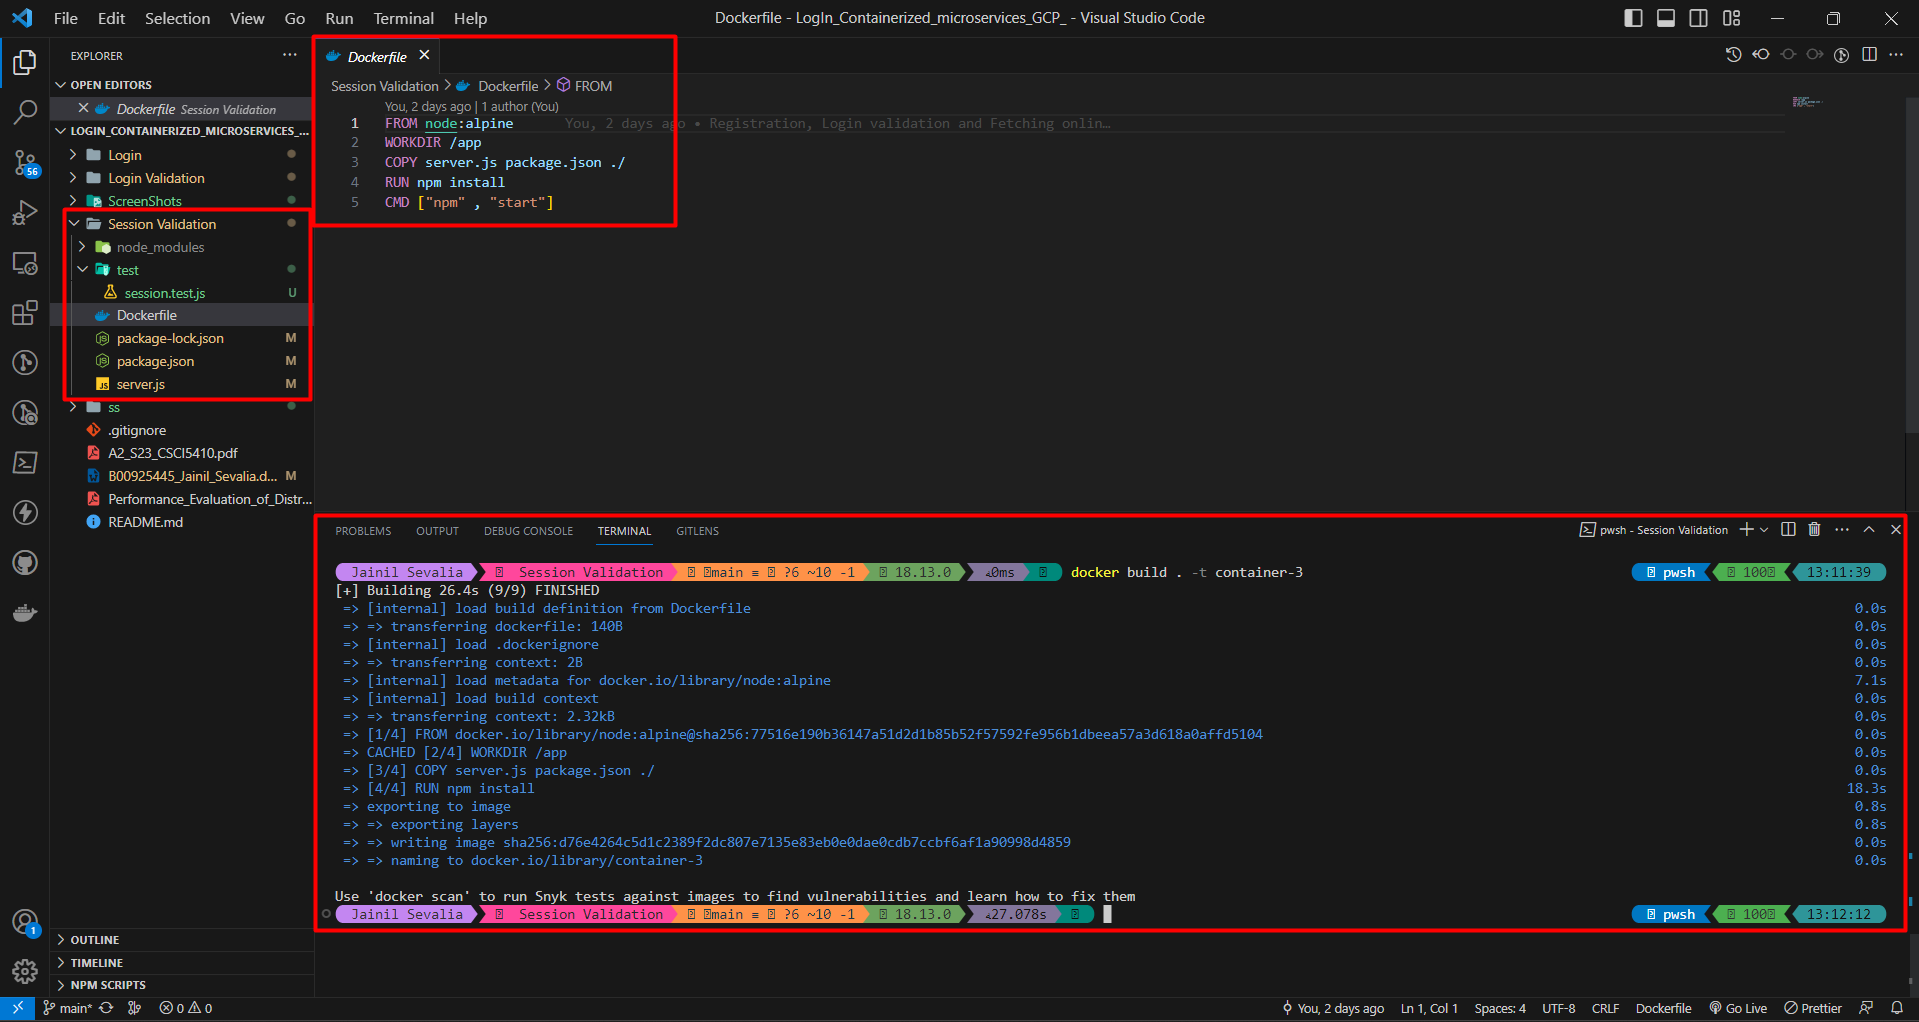 File Edit Selection View Go Run Terminal Help
Dockerfile - LogIn_Containerized_microservices_GCP_ - Visual Studio Code
EXPLORER
OPEN EDITORS
Dockerfile Session Validation
LOGIN_CONTAINERIZED_MICROSERVICES_...
Login
Login Validation
ScreenShots
Session Validation
node_modules
test
session.test.js U
Dockerfile
package-lock.json M
package.json M
server.js M
ss
.gitignore
A2_S23_CSCI5410.pdf
B00925445_Jainil_Sevalia.d... M
Performance_Evaluation_of_Distr...
README.md
OUTLINE
TIMELINE
NPM SCRIPTS
56
1
Dockerfile
Session Validation > Dockerfile > FROM
You, 2 days ago | 1 author (You)
1 FROM node:alpine You, 2 days ago • Registration, Login validation and Fetching onlin…
2 WORKDIR /app
3 COPY server.js package.json ./
4 RUN npm install
5 CMD ["npm" , "start"]
PROBLEMS OUTPUT DEBUG CONSOLE TERMINAL GITLENS
pwsh - Session Validation
Jainil Sevalia Session Validation main ≡ ?6 ~10 -1 18.13.0 0ms docker build . -t container-3 pwsh 100 13:11:39
[+] Building 26.4s (9/9) FINISHED
=> [internal] load build definition from Dockerfile 0.0s
=> => transferring dockerfile: 140B 0.0s
=> [internal] load .dockerignore 0.0s
=> => transferring context: 2B 0.0s
=> [internal] load metadata for docker.io/library/node:alpine 7.1s
=> [internal] load build context 0.0s
=> => transferring context: 2.32kB 0.0s
=> [1/4] FROM docker.io/library/node:alpine@sha256:77516e190b36147a51d2d1b85b52f57592fe956b1dbeea57a3d618a0affd5104 0.0s
=> CACHED [2/4] WORKDIR /app 0.0s
=> [3/4] COPY server.js package.json ./ 0.0s
=> [4/4] RUN npm install 18.3s
=> exporting to image 0.8s
=> => exporting layers 0.8s
=> => writing image sha256:d76e4264c5d1c2389f2dc807e7135e83eb0e0dae0cdb7ccbf6af1a90998d4859 0.0s
=> => naming to docker.io/library/container-3 0.0s
Use 'docker scan' to run Snyk tests against images to find vulnerabilities and learn how to fix them
Jainil Sevalia Session Validation main ≡ ?6 ~10 -1 18.13.0 27.078s pwsh 100 13:12:12
main* 0 0 You, 2 days ago Ln 1, Col 1 Spaces: 4 UTF-8 CRLF Dockerfile Go Live Prettier